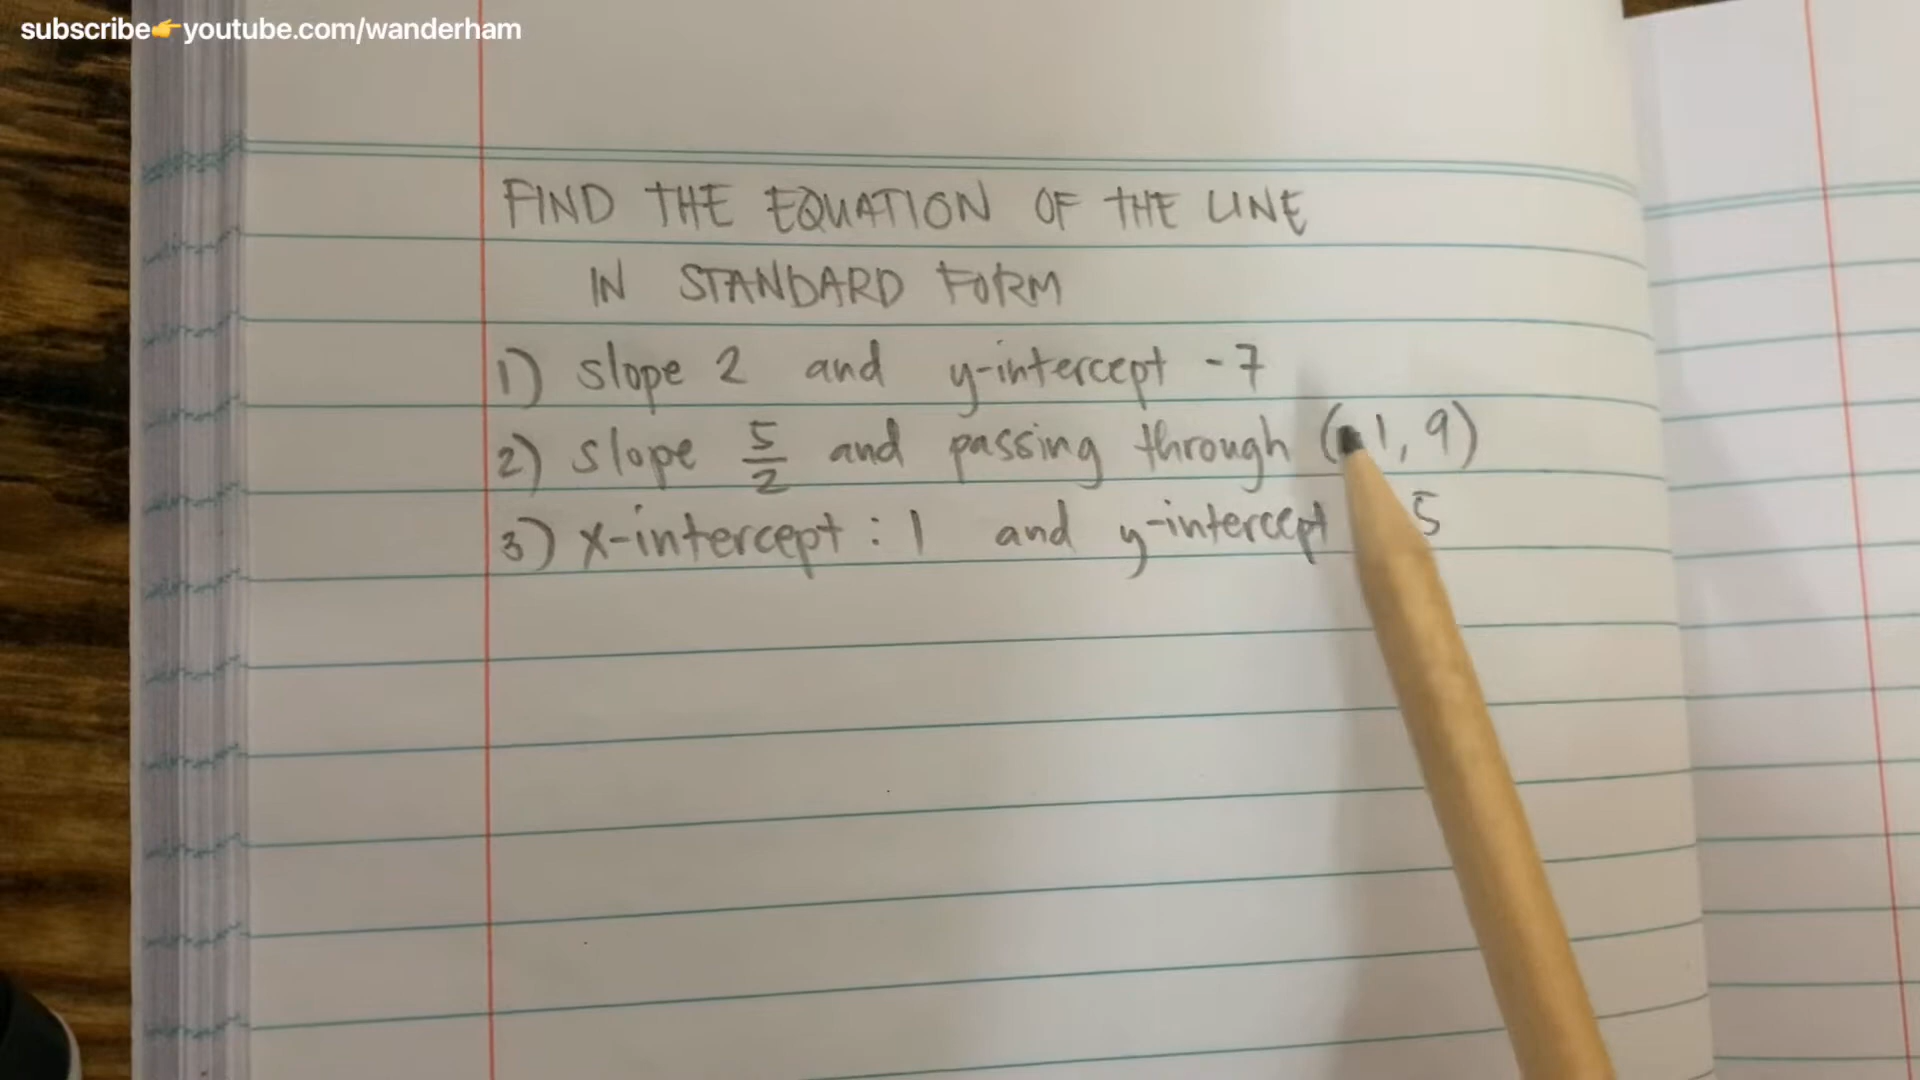 subscribe👉youtube.com/wanderham
FIND THE EQUATION OF THE LINE
IN STANDARD FORM
1) slope 2 and y-intercept -7
2) slope 5/2 and passing through ( 1, 9)
3) x-intercept : 1 and y-intercept 5